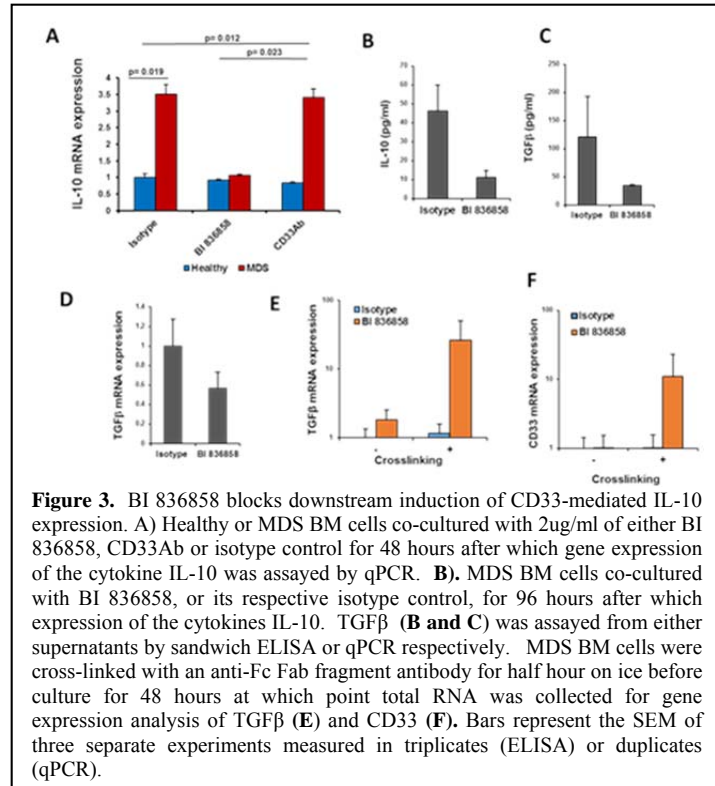 A
B
C
p= 0.012
p= 0.023
p= 0.019
IL-10 mRNA expression
4
3.5
3
2.5
2
1.5
1
0.5
0
Isotype
BI 836858
CD33Ab
Healthy
MDS
IL-10 (pg/ml)
70
60
50
40
30
20
10
0
Isotype
BI 836858
TGFβ (pg/ml)
250
200
150
100
50
0
Isotype
BI 836858
D
E
F
TGFβ mRNA expression
1.4
1.2
1
0.8
0.6
0.4
0.2
0
Isotype
BI 836858
Isotype
BI 836858
TGFβ mRNA expression
100
10
1
-
+
Crosslinking
Isotype
BI 836858
CD33 mRNA expression
100
10
1
-
+
Crosslinking
Figure 3. BI 836858 blocks downstream induction of CD33-mediated IL-10
expression. A) Healthy or MDS BM cells co-cultured with 2ug/ml of either BI
836858, CD33Ab or isotype control for 48 hours after which gene expression
of the cytokine IL-10 was assayed by qPCR. B). MDS BM cells co-cultured
with BI 836858, or its respective isotype control, for 96 hours after which
expression of the cytokines IL-10. TGFβ (B and C) was assayed from either
supernatants by sandwich ELISA or qPCR respectively. MDS BM cells were
cross-linked with an anti-Fc Fab fragment antibody for half hour on ice before
culture for 48 hours at which point total RNA was collected for gene
expression analysis of TGFβ (E) and CD33 (F). Bars represent the SEM of
three separate experiments measured in triplicates (ELISA) or duplicates
(qPCR).